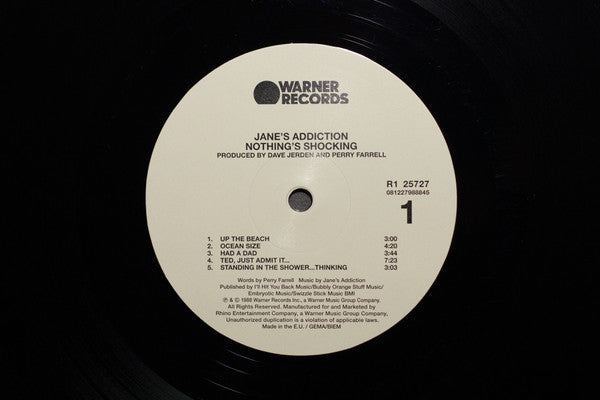 WARNER
RECORDS
JANE'S ADDICTION
NOTHING'S SHOCKING
PRODUCED BY DAVE JERDEN AND PERRY FARRELL
R1 25727
081227988845
1
1. UP THE BEACH 3:00
2. OCEAN SIZE 4:20
3. HAD A DAD 3:44
4. TED, JUST ADMIT IT... 7:23
5. STANDING IN THE SHOWER...THINKING 3:03
Words by Perry Farrell Music by Jane's Addiction
Published by I'll Hit You Back Music/Bubbly Orange Stuff Music/
Embryotic Music/Swizzle Stick Music BMI
℗ & © 1988 Warner Records Inc., a Warner Music Group Company.
All Rights Reserved. Manufactured for and Marketed by
Rhino Entertainment Company, a Warner Music Group Company.
Unauthorized duplication is a violation of applicable laws.
Made in the E.U. / GEMA/BIEM